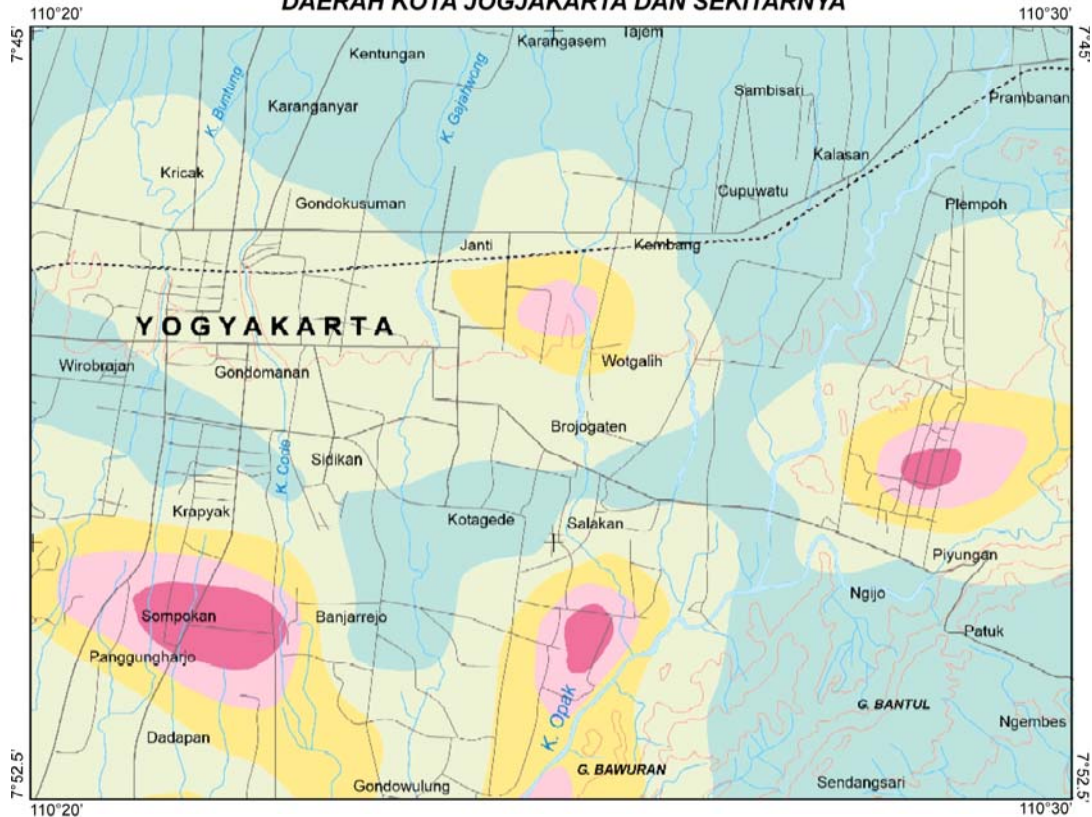 DAERAH KOTA JOGJAKARTA DAN SEKITARNYA
110°20'
110°30'
7°45'
7°45'
Kentungan
Karangasem
Tajem
K. Buntung
Karanganyar
K. Gajahwong
Sambisari
Prambanan
Kalasan
Kricak
Cupuwatu
Gondokusuman
Plempoh
Janti
Kembang
YOGYAKARTA
Wirobrajan
Gondomanan
Wotgalih
Brojogaten
K. Code
Sidikan
Krapyak
Kotagede
Salakan
Piyungan
Ngijo
Sompokan
Banjarrejo
Patuk
Panggungharjo
K. Opak
G. BANTUL
Ngembes
Dadapan
G. BAWURAN
Gondowulung
Sendangsari
7°52.5'
7°52.5'
110°20'
110°30'